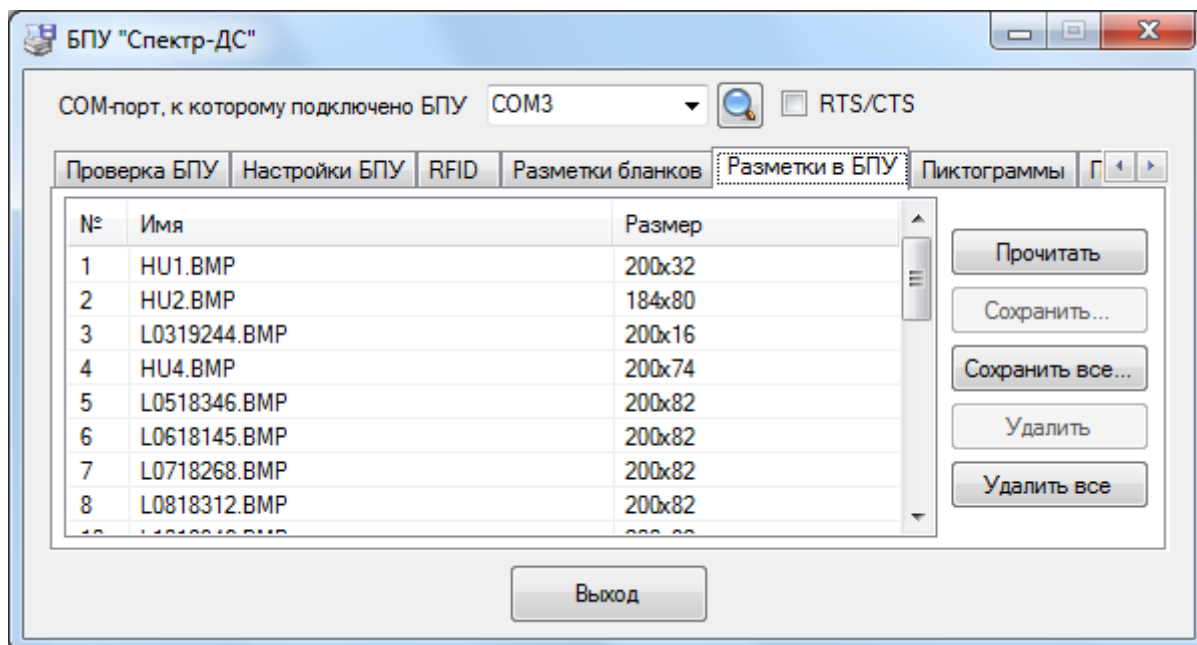 БПУ "Спектр-ДС"
COM-порт, к которому подключено БПУ COM3 RTS/CTS
Проверка БПУ Настройки БПУ RFID Разметки бланков Разметки в БПУ Пиктограммы
№ Имя Размер
1 HU1.BMP 200x32
2 HU2.BMP 184x80
3 L0319244.BMP 200x16
4 HU4.BMP 200x74
5 L0518346.BMP 200x82
6 L0618145.BMP 200x82
7 L0718268.BMP 200x82
8 L0818312.BMP 200x82
Прочитать
Сохранить...
Сохранить все...
Удалить
Удалить все
Выход